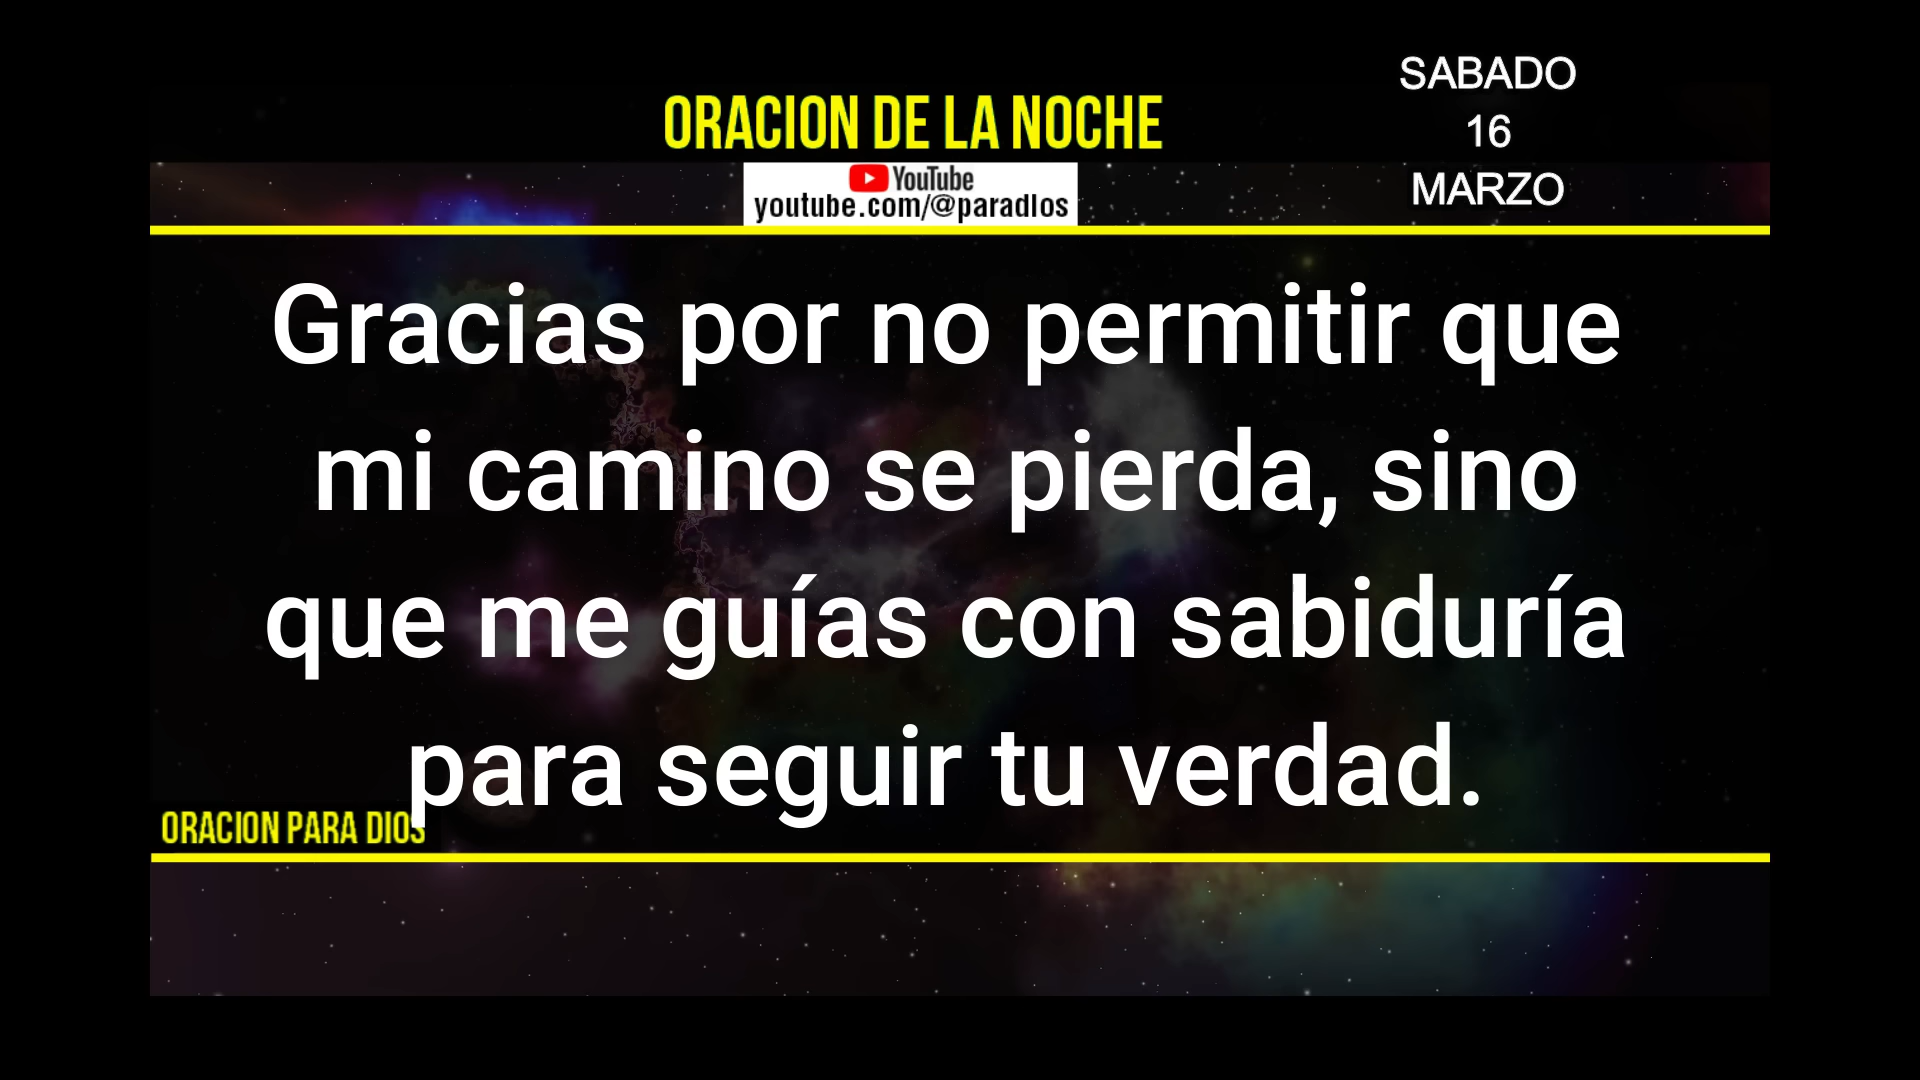 SABADO
16
MARZO
ORACION DE LA NOCHE
YouTube
youtube.com/@paradIos
Gracias por no permitir que
mi camino se pierda, sino
que me guías con sabiduría
para seguir tu verdad.
ORACION PARA DIOS